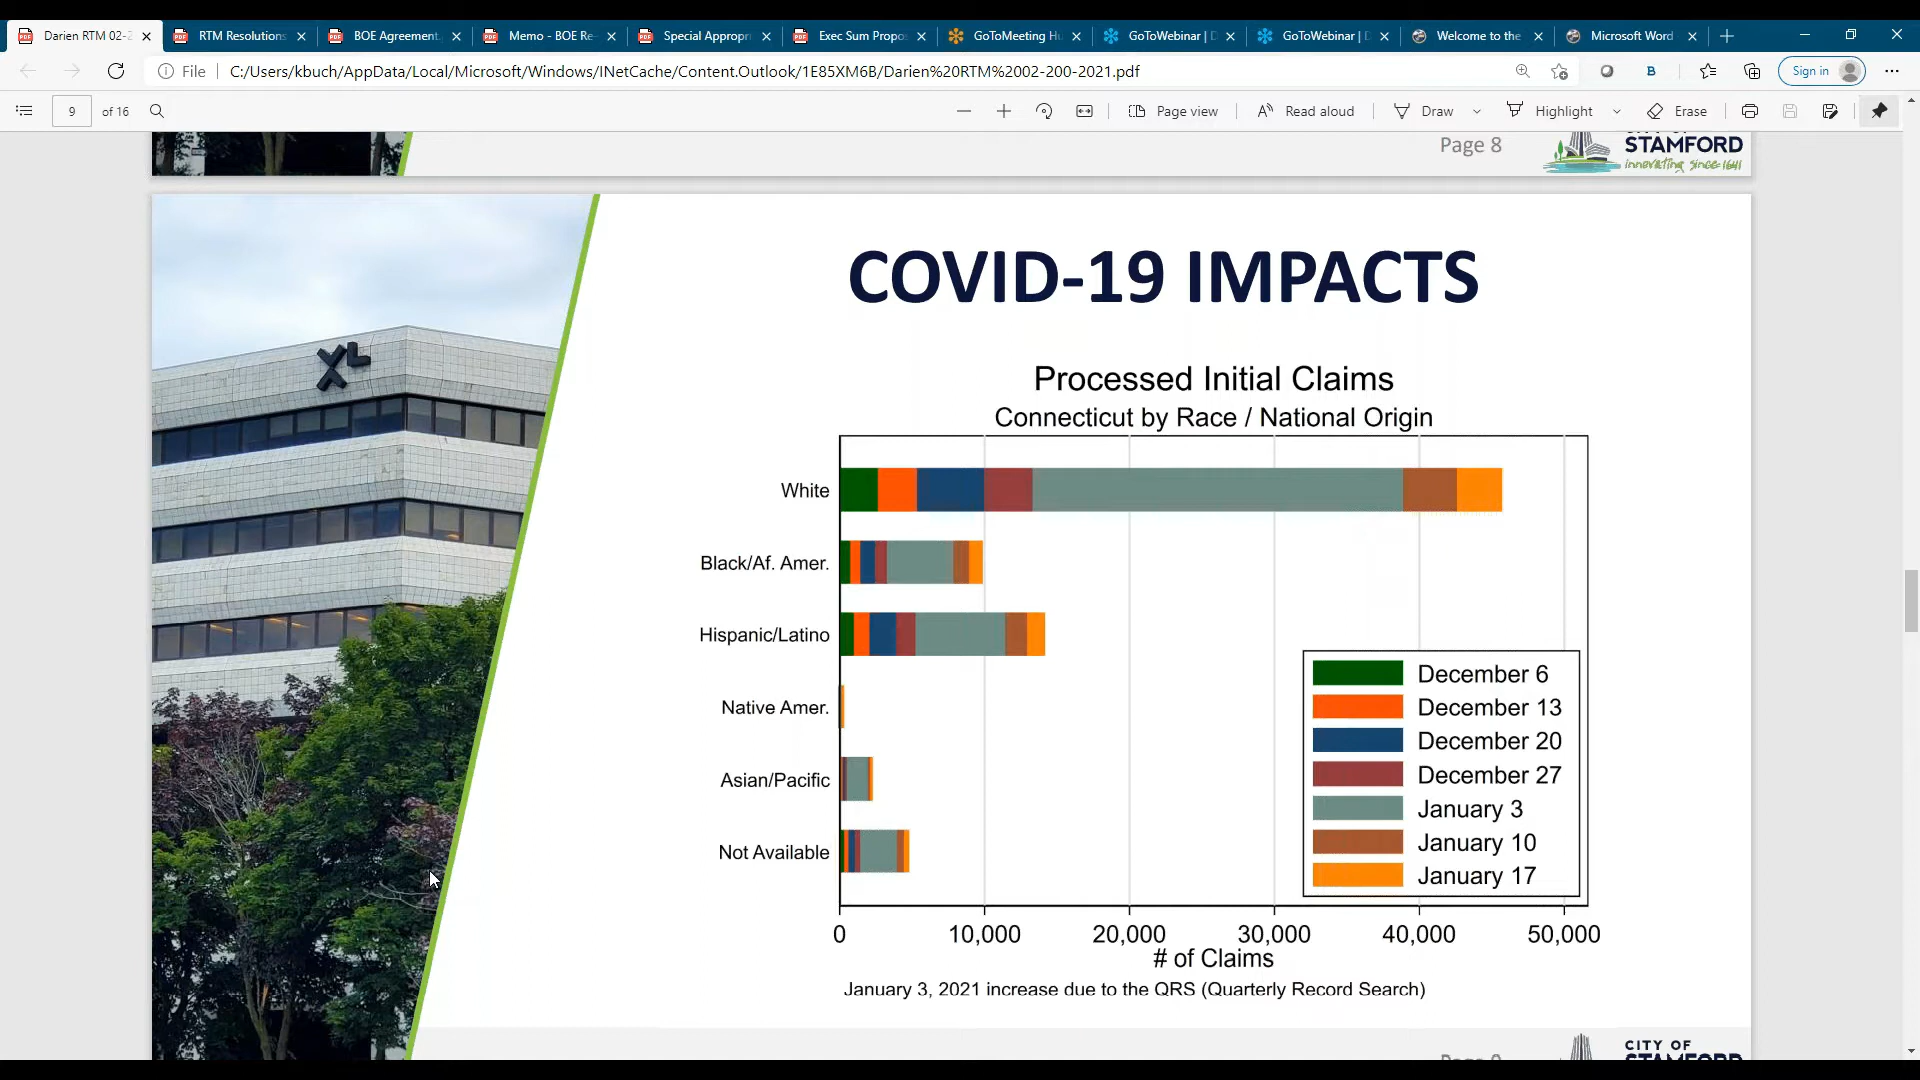 Darien RTM 02-2
RTM Resolutions
BOE Agreement
Memo - BOE Re
Special Appropri
Exec Sum Propo
GoToMeeting Hu
GoToWebinar | D
GoToWebinar | D
Welcome to the
Microsoft Word
File C:/Users/kbuch/AppData/Local/Microsoft/Windows/INetCache/Content.Outlook/1E85XM6B/Darien%20RTM%2002-200-2021.pdf
B
Sign in
9 of 16
Page view
Read aloud
Draw
Highlight
Erase
Page 8
STAMFORD
innovating since 1641
XL
COVID-19 IMPACTS
Processed Initial Claims
Connecticut by Race / National Origin
White
Black/Af. Amer.
Hispanic/Latino
Native Amer.
Asian/Pacific
Not Available
December 6
December 13
December 20
December 27
January 3
January 10
January 17
0 10,000 20,000 30,000 40,000 50,000
# of Claims
January 3, 2021 increase due to the QRS (Quarterly Record Search)
CITY OF
STAMFORD